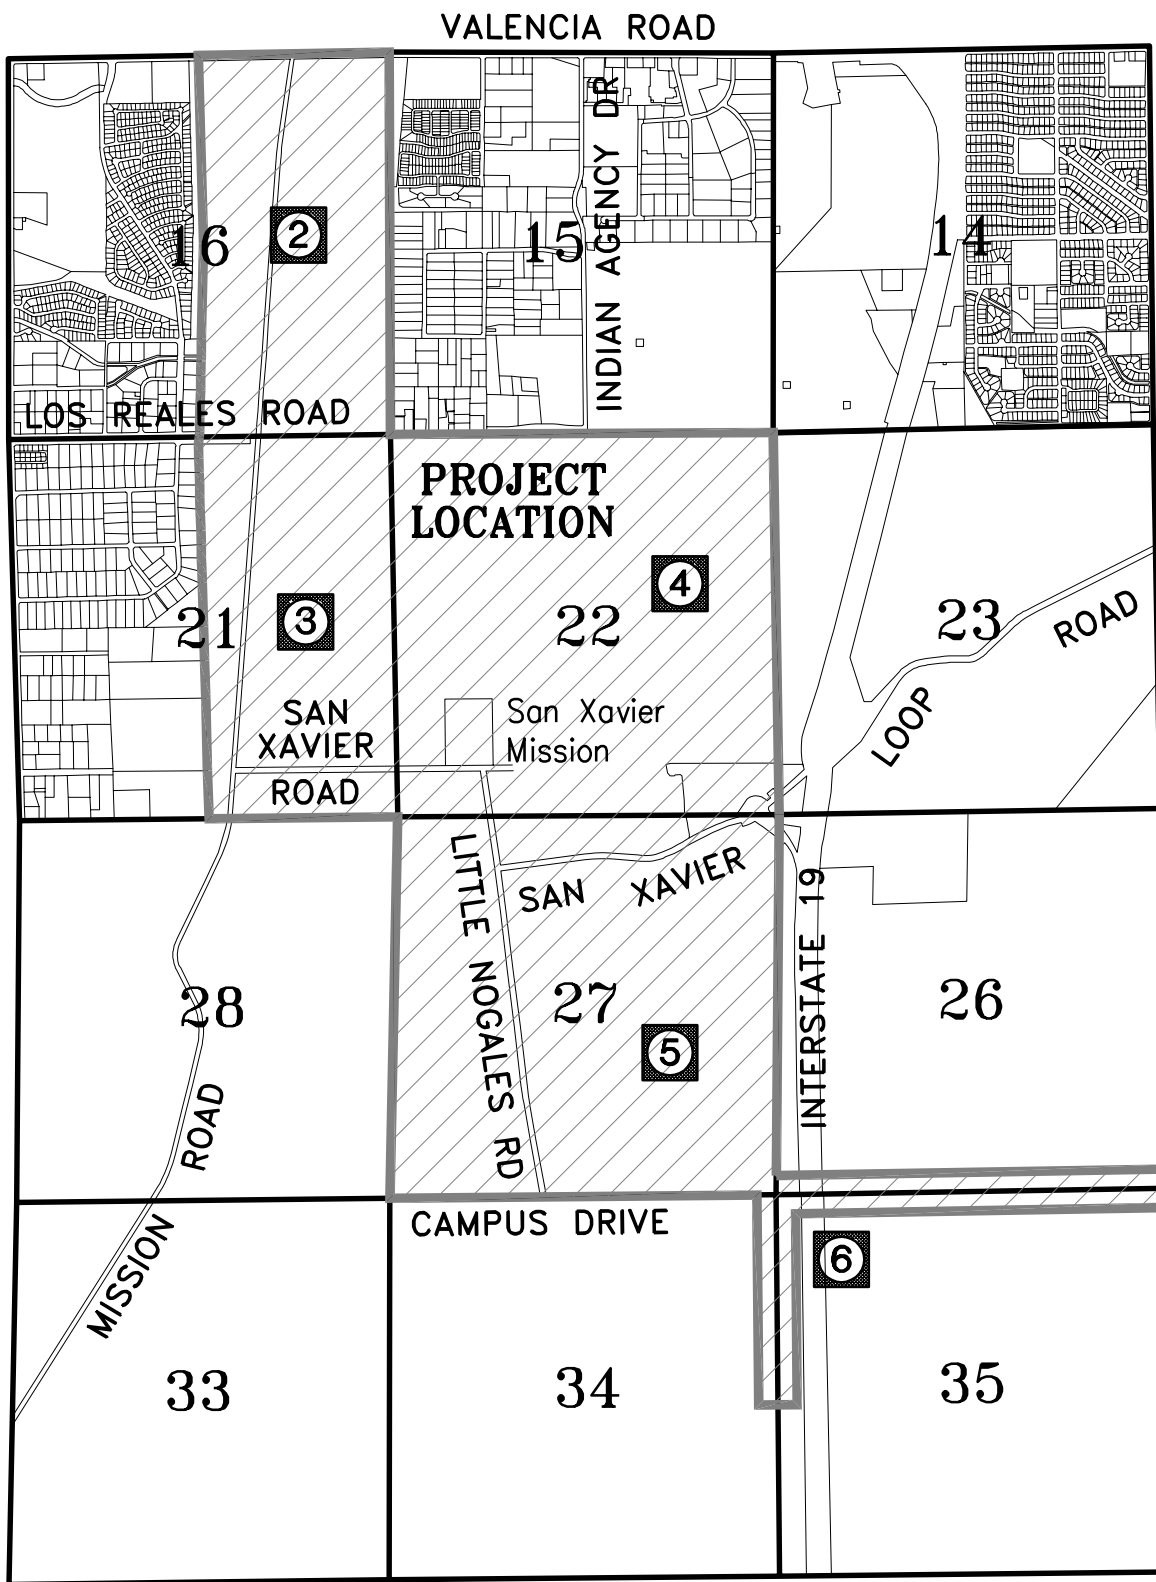 VALENCIA ROAD
16
2
15
INDIAN AGENCY DR
14
LOS REALES ROAD
PROJECT
LOCATION
4
21
3
22
23
LOOP
ROAD
SAN
XAVIER
ROAD
San Xavier
Mission
LITTLE NOGALES RD
SAN XAVIER
INTERSTATE 19
28
27
26
5
MISSION
ROAD
CAMPUS DRIVE
6
33
34
35